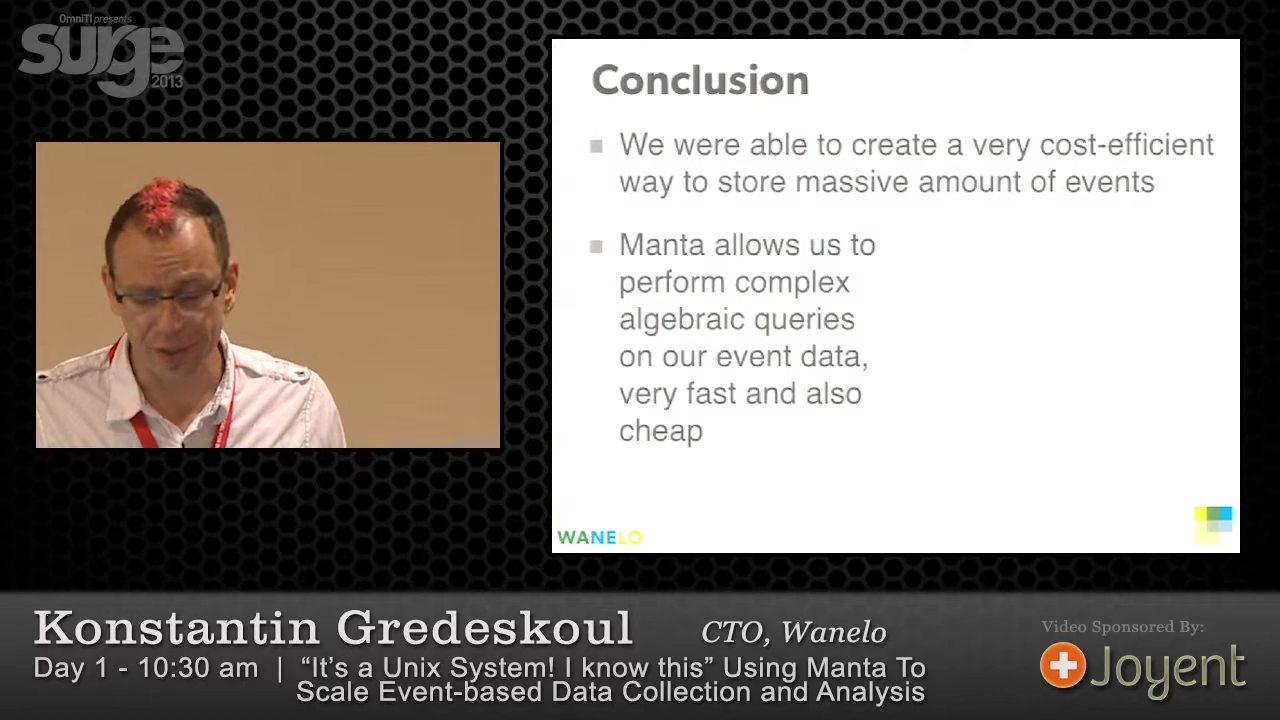 OmniTI presents
surge
2013
Conclusion
We were able to create a very cost-efficient
way to store massive amount of events
Manta allows us to
perform complex
algebraic queries
on our event data,
very fast and also
cheap
WANELO
Konstantin Gredeskoul CTO, Wanelo
Day 1 - 10:30 am | “It’s a Unix System! I know this” Using Manta To
Scale Event-based Data Collection and Analysis
Video Sponsored By:
Joyent